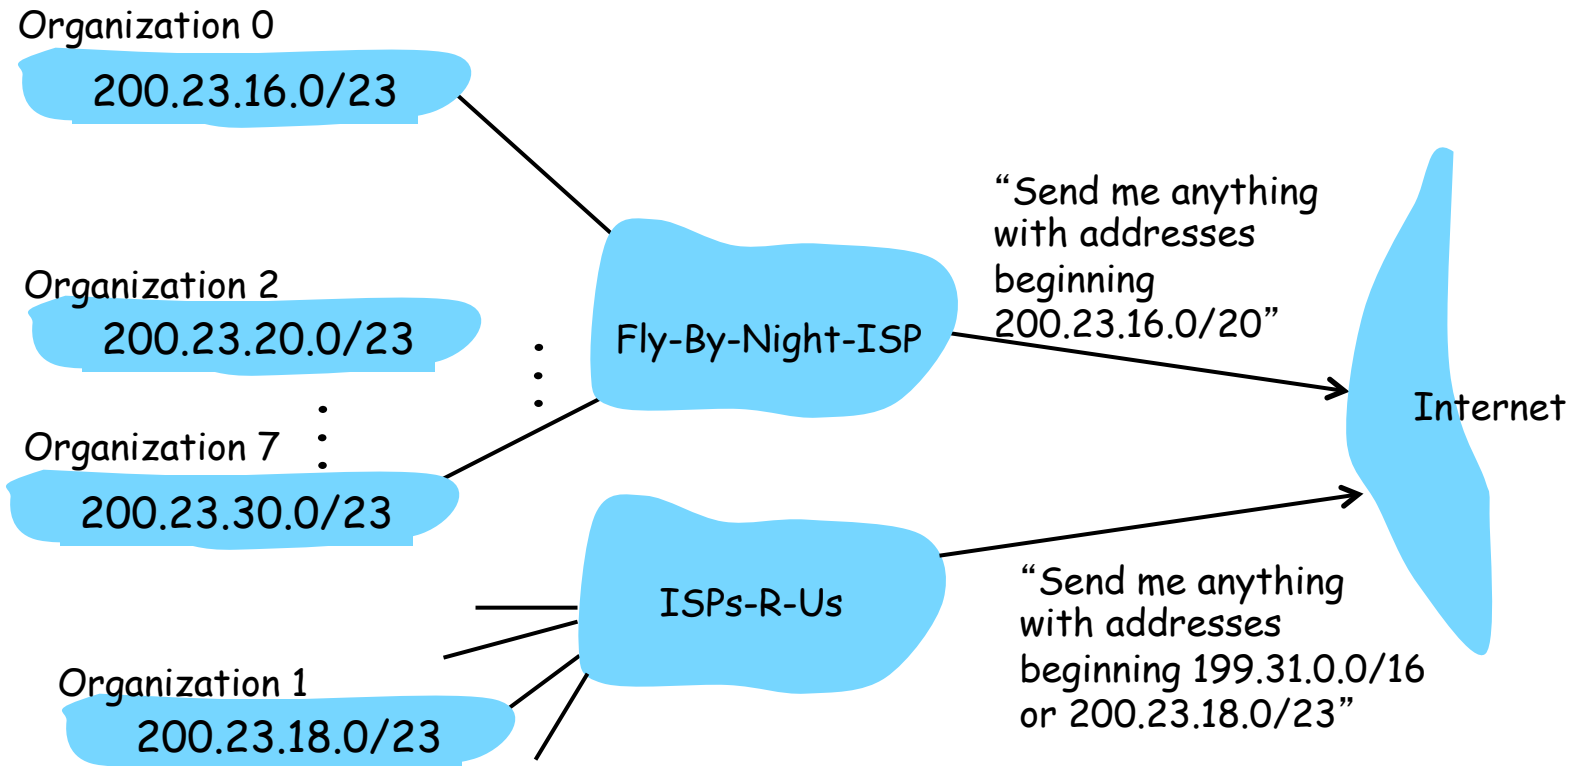 Organization 0
200.23.16.0/23
Organization 2
200.23.20.0/23
Organization 7
200.23.30.0/23
Organization 1
200.23.18.0/23
Fly-By-Night-ISP
ISPs-R-Us
“Send me anything
with addresses
beginning
200.23.16.0/20”
“Send me anything
with addresses
beginning 199.31.0.0/16
or 200.23.18.0/23”
Internet